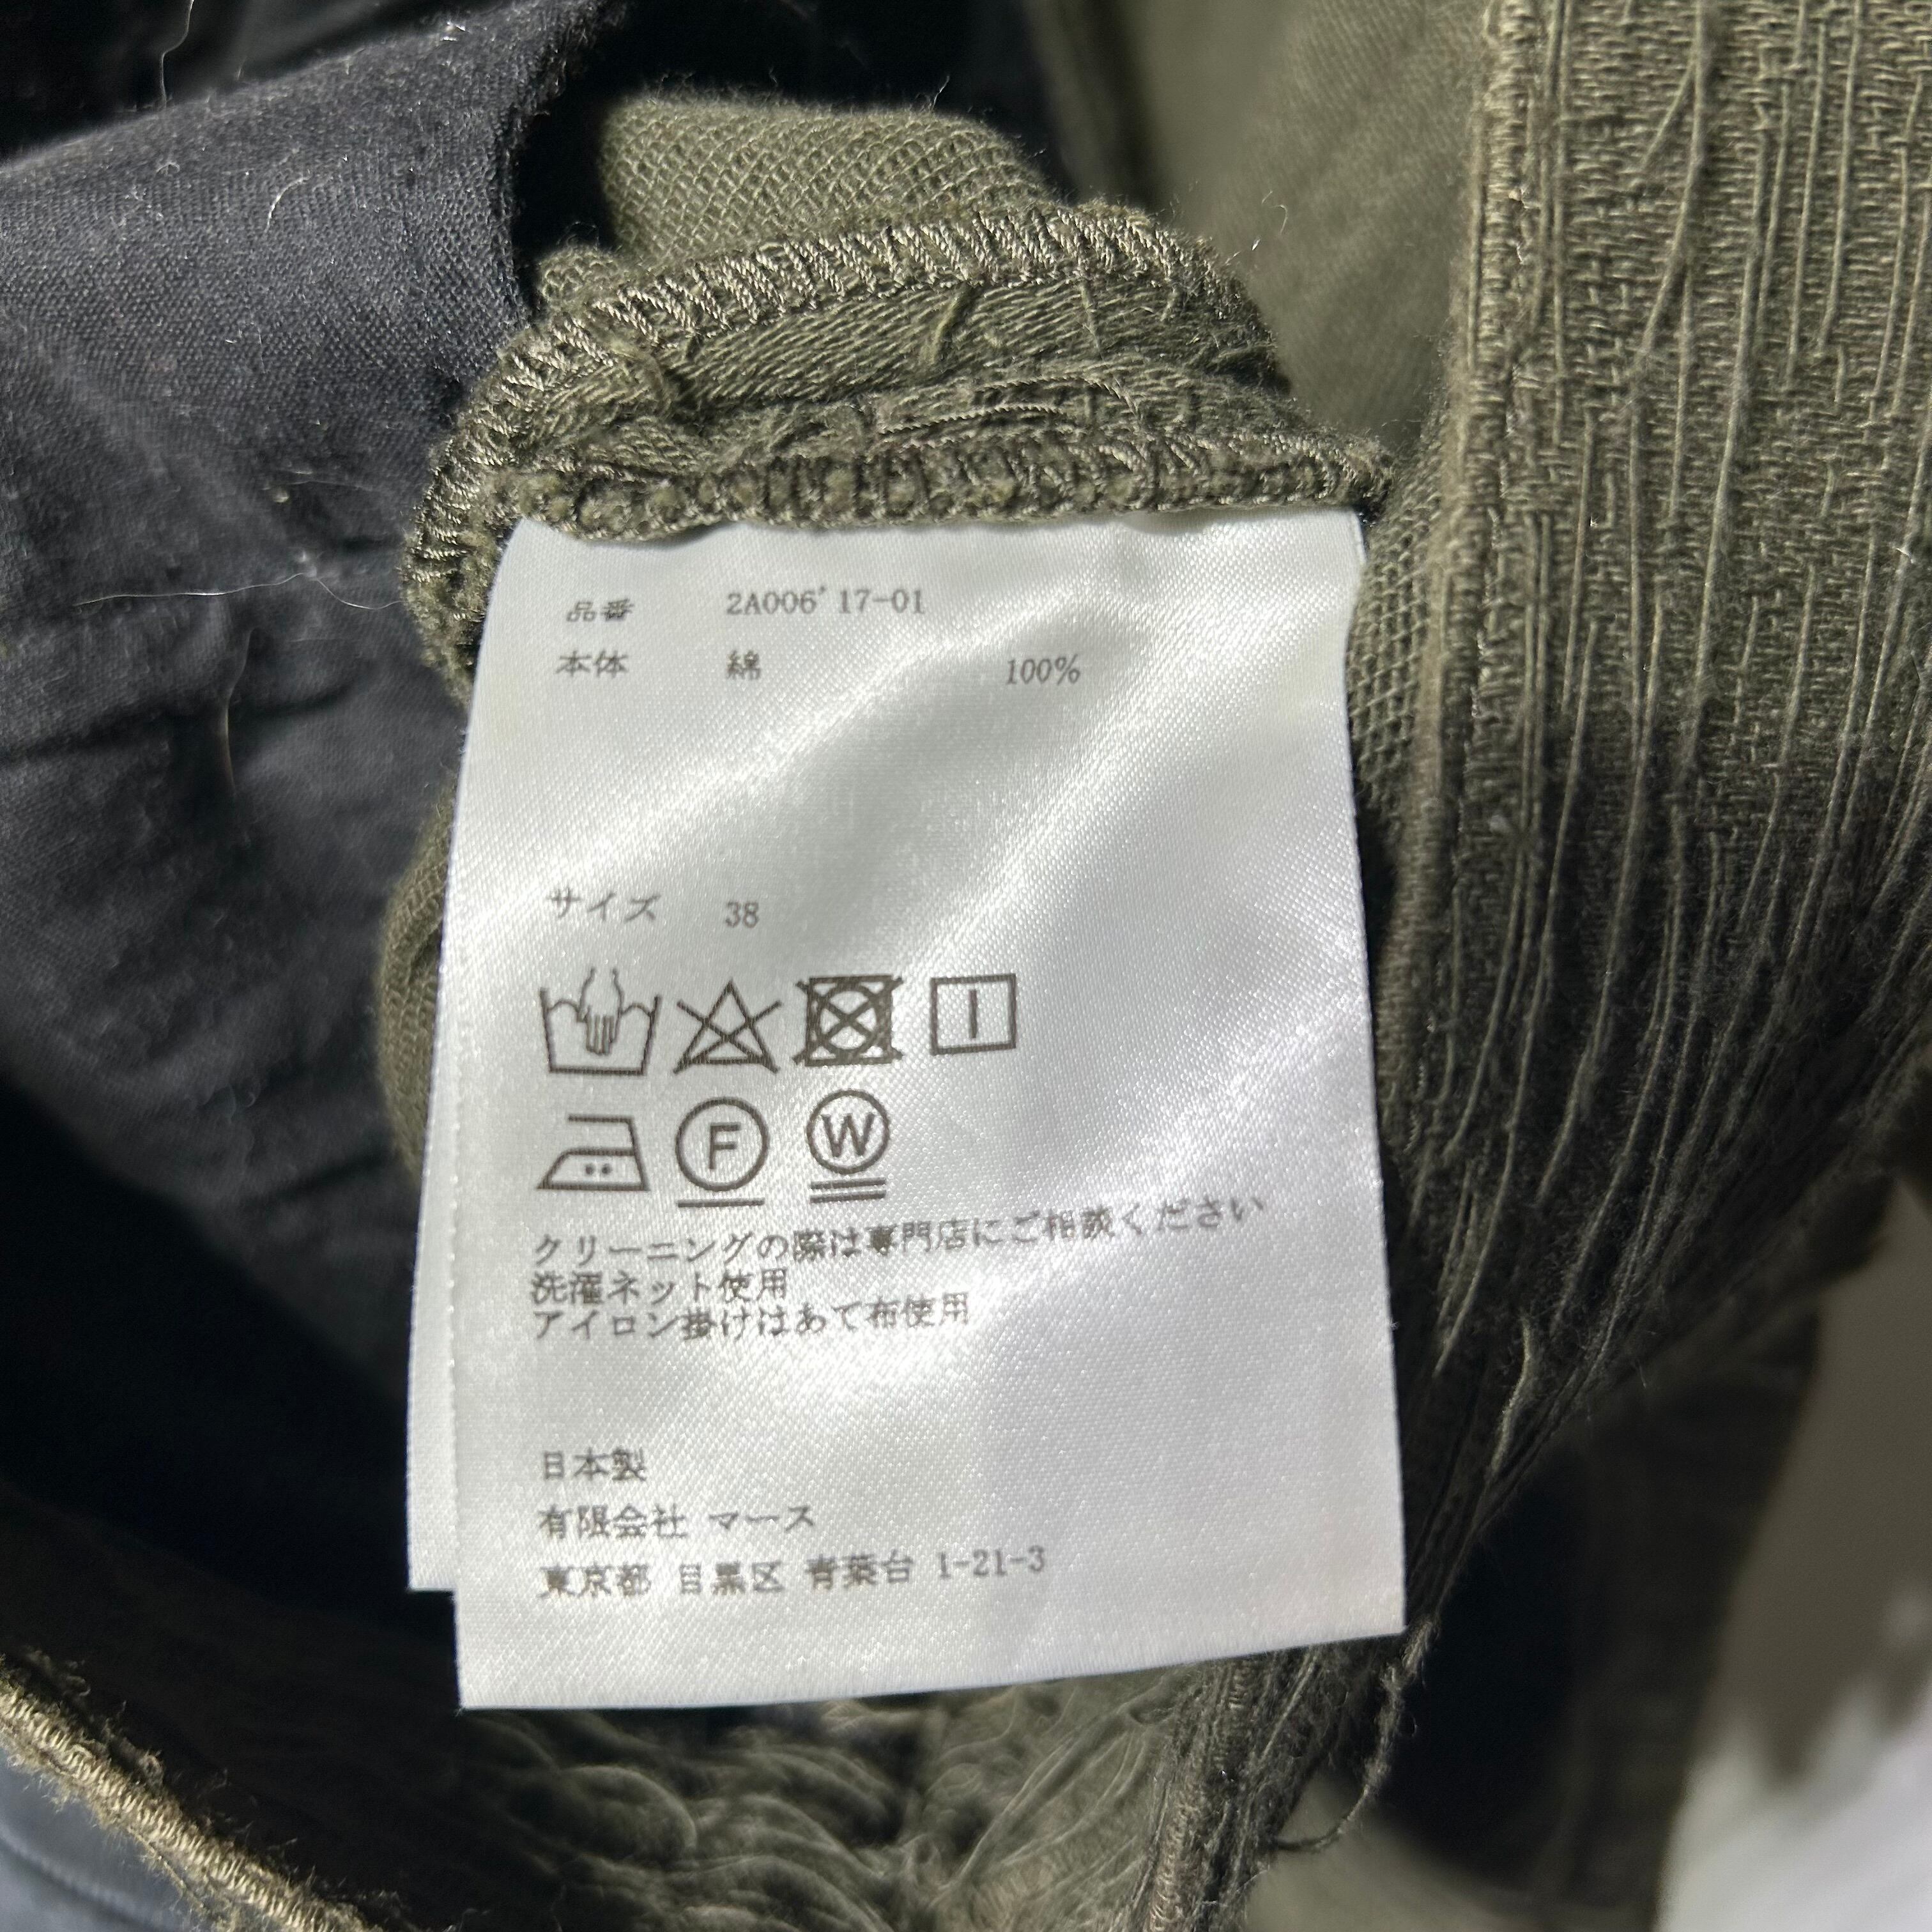 品番 2A006'17-01
本体 綿 100%
サイズ 38
F W
クリーニングの際は専門店にご相談ください
洗濯ネット使用
アイロン掛けはあて布使用
日本製
有限会社 マース
東京都 目黒区 青葉台 1-21-3